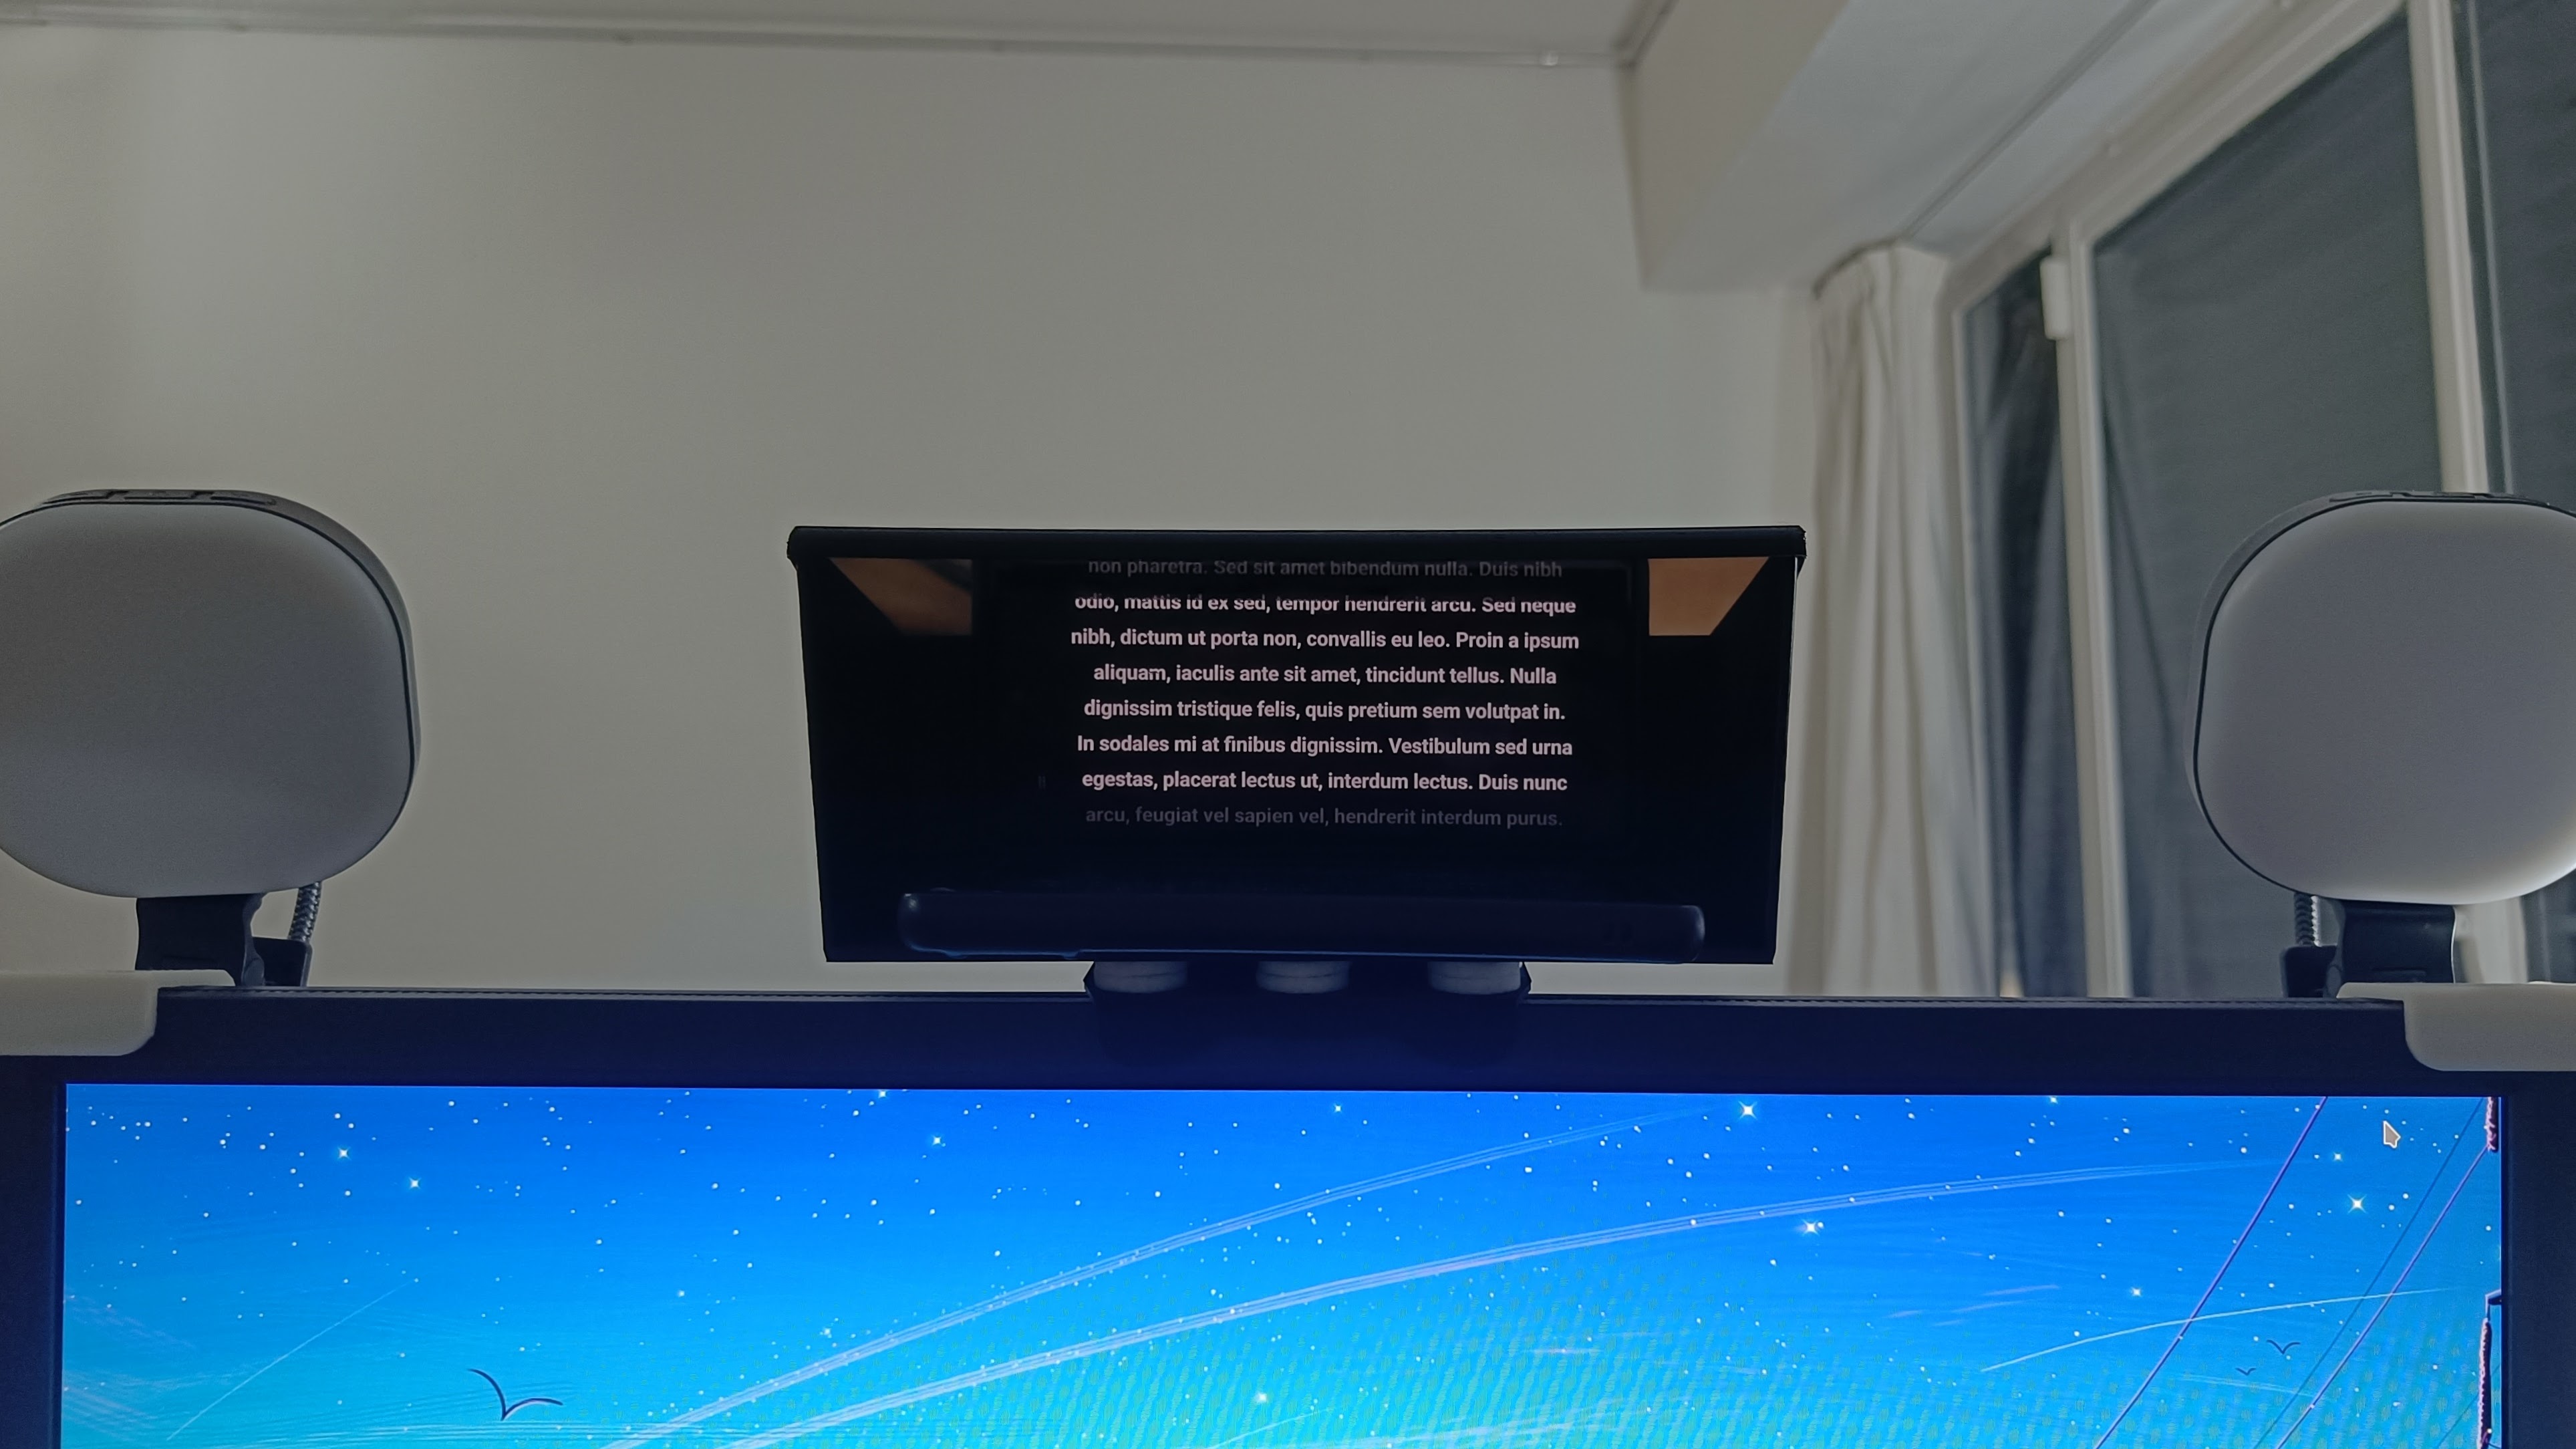 non pharetra. Sed sit amet bibendum nulla. Duis nibh
odio, mattis id ex sed, tempor hendrerit arcu. Sed neque
nibh, dictum ut porta non, convallis eu leo. Proin a ipsum
aliquam, iaculis ante sit amet, tincidunt tellus. Nulla
dignissim tristique felis, quis pretium sem volutpat in.
In sodales mi at finibus dignissim. Vestibulum sed urna
egestas, placerat lectus ut, interdum lectus. Duis nunc
arcu, feugiat vel sapien vel, hendrerit interdum purus.